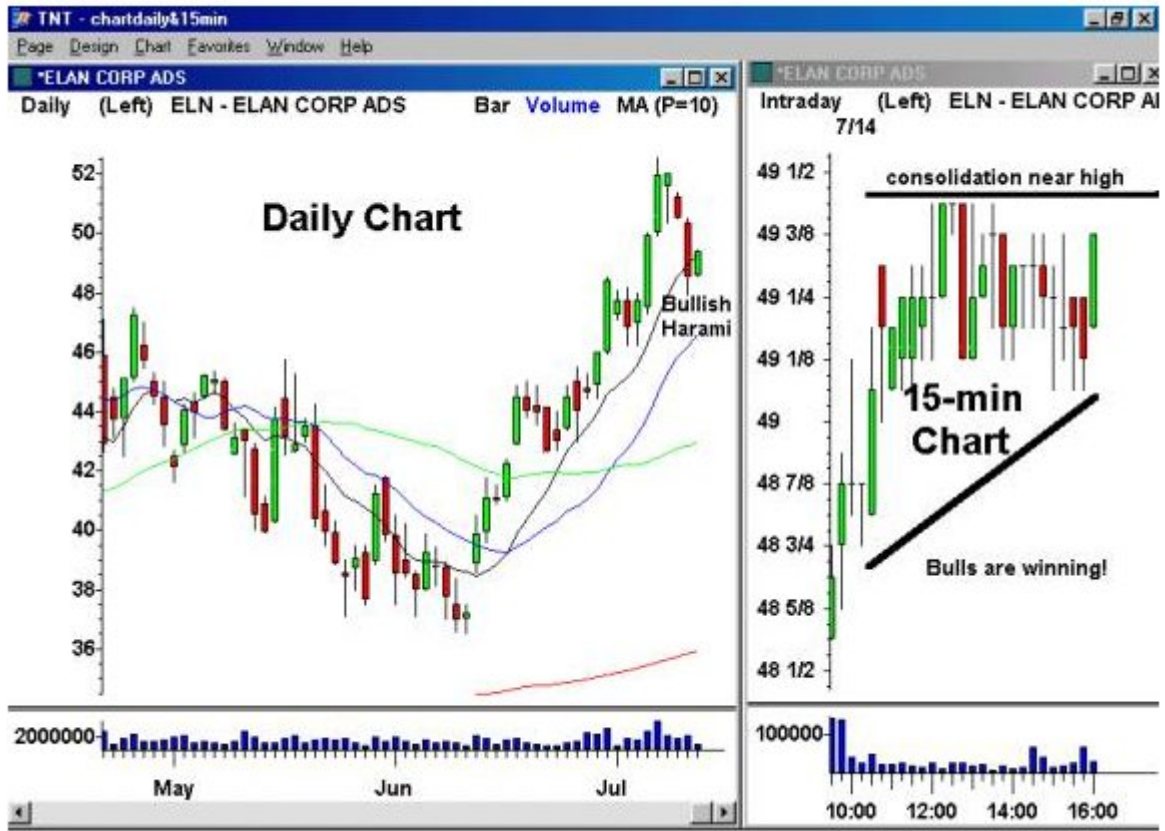 TNT - chartdaily&15min
Page Design Chart Favorites Window Help
*ELAN CORP ADS
Daily (Left) ELN - ELAN CORP ADS Bar Volume MA (P=10)
52
50
48
46
44
42
40
38
36
Daily Chart
Bullish
Harami
2000000
May Jun Jul
*ELAN CORP ADS
Intraday (Left) ELN - ELAN CORP A
7/14
49 1/2
49 3/8
49 1/4
49 1/8
49
48 7/8
48 3/4
48 5/8
48 1/2
consolidation near high
15-min
Chart
Bulls are winning!
100000
10:00 12:00 14:00 16:00